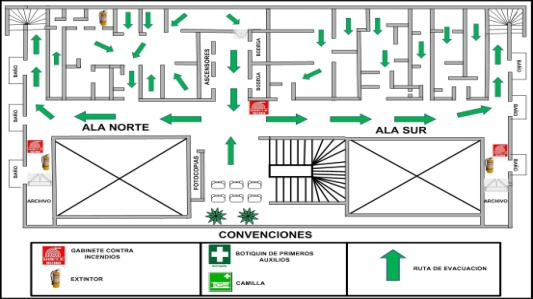 ASCENSORES
BODEGA
BODEGA
BAÑO
BAÑO
BAÑO
BAÑO
BAÑO
BAÑO
ALA NORTE
ALA SUR
FOTOCOPIAS
ARCHIVO
ARCHIVO
CONVENCIONES
GABINETE CONTRA
INCENDIOS
EXTINTOR
BOTIQUIN DE PRIMEROS
AUXILIOS
CAMILLA
RUTA DE EVACUACION